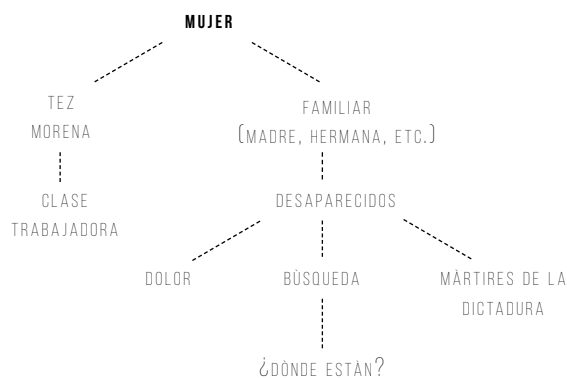 MUJER
TEZ
MORENA
FAMILIAR
(MADRE, HERMANA, ETC.)
CLASE
TRABAJADORA
DESAPARECIDOS
DOLOR
BÙSQUEDA
MÀRTIRES DE LA
DICTADURA
¿DÒNDE ESTÀN?